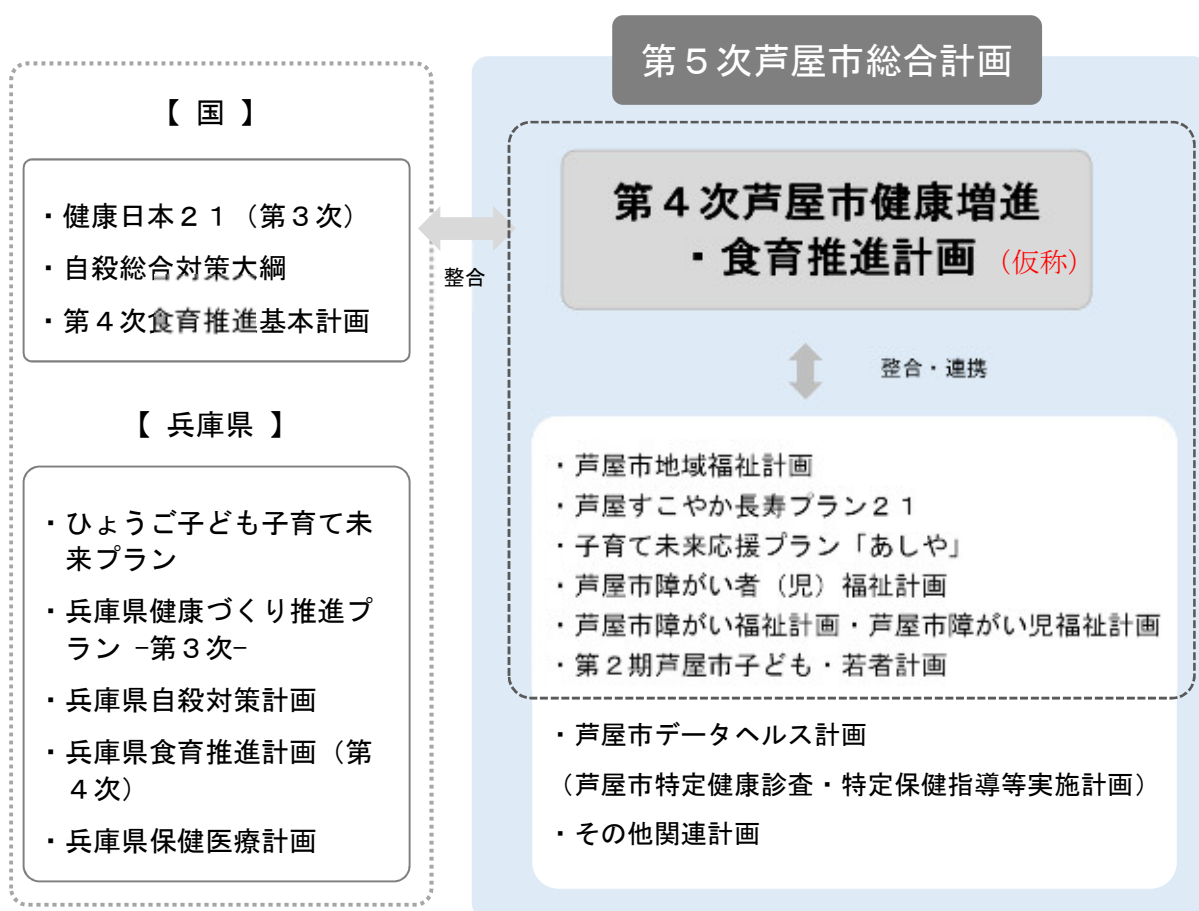 第５次芦屋市総合計画
【 国 】
・健康日本２１（第３次）
・自殺総合対策大綱
・第４次食育推進基本計画
【 兵庫県 】
・ひょうご子ども子育て未
来プラン
・兵庫県健康づくり推進プ
ラン −第３次−
・兵庫県自殺対策計画
・兵庫県食育推進計画（第
４次）
・兵庫県保健医療計画
整合
第４次芦屋市健康増進
・食育推進計画（仮称）
整合・連携
・芦屋市地域福祉計画
・芦屋すこやか長寿プラン２１
・子育て未来応援プラン「あしや」
・芦屋市障がい者（児）福祉計画
・芦屋市障がい福祉計画・芦屋市障がい児福祉計画
・第２期芦屋市子ども・若者計画
・芦屋市データヘルス計画
（芦屋市特定健康診査・特定保健指導等実施計画）
・その他関連計画